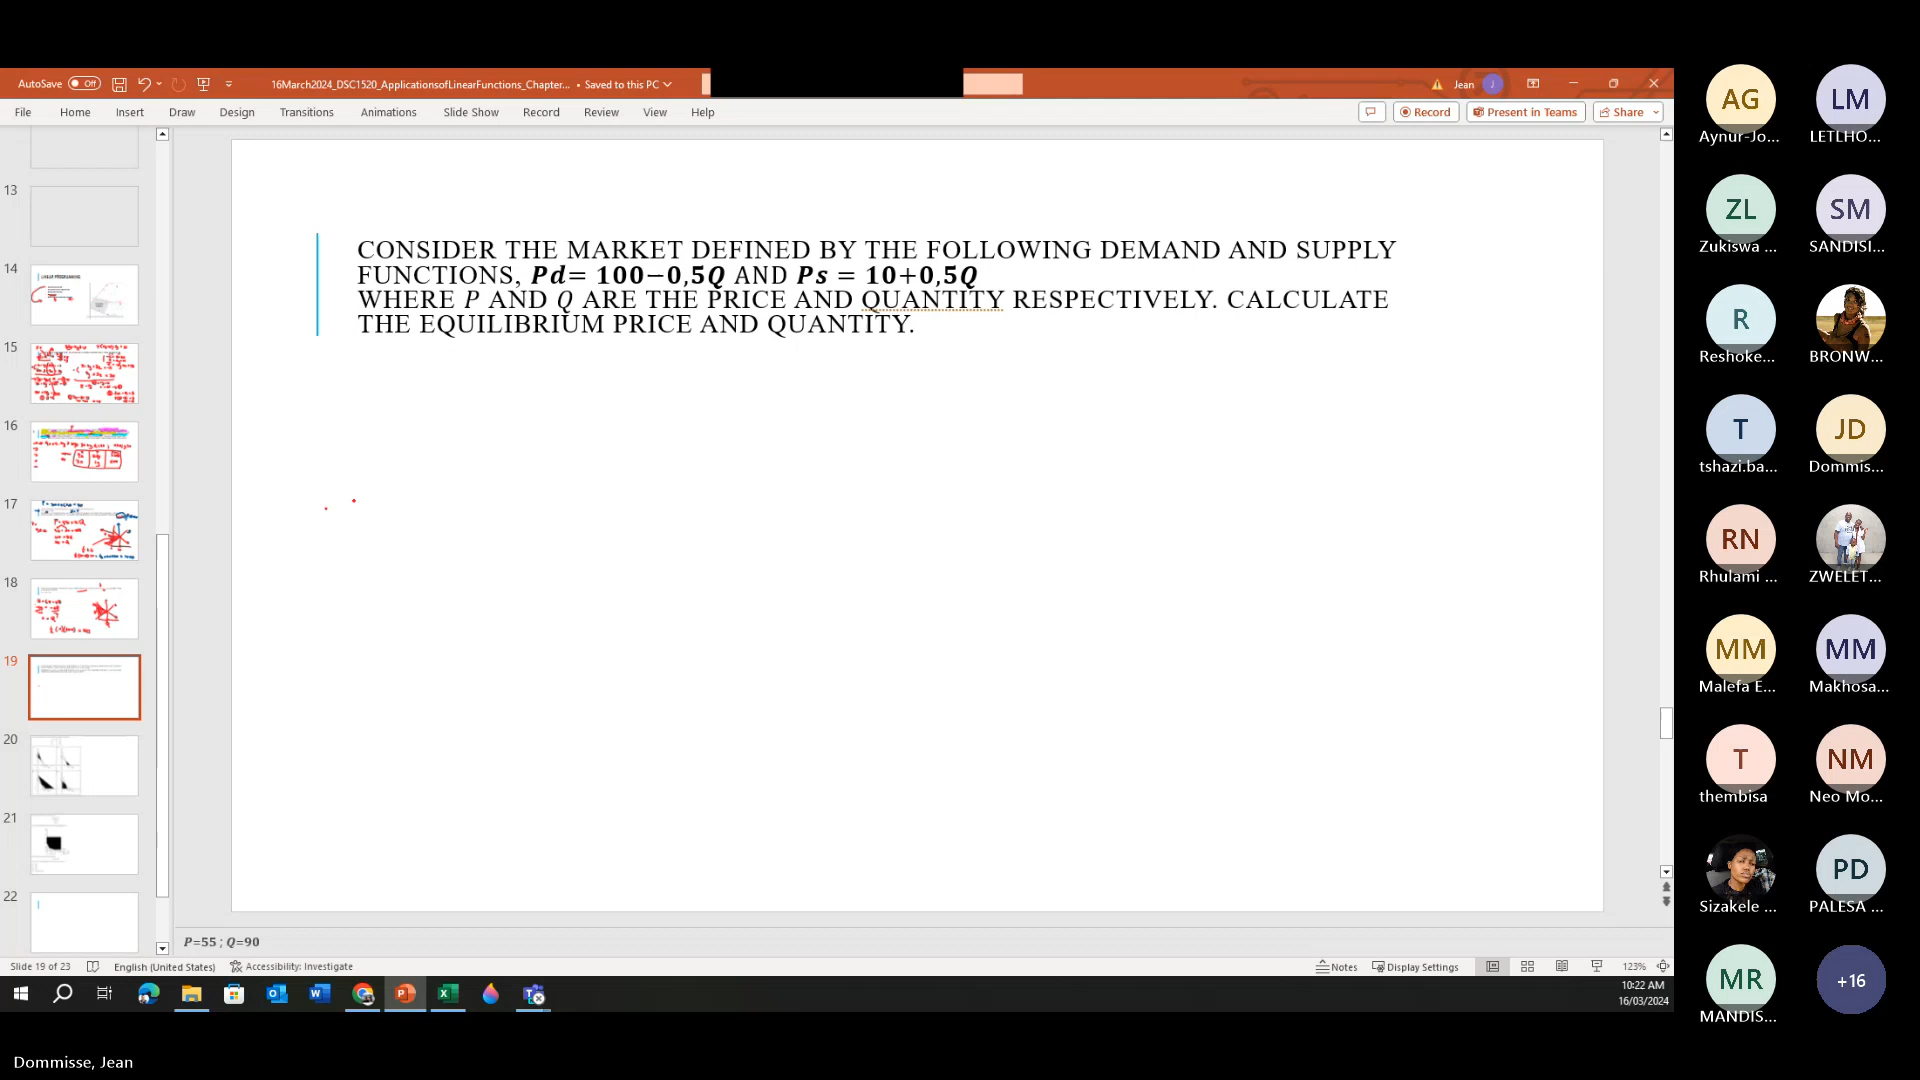 AutoSave Off
16March2024_DSC1520_ApplicationsofLinearFunctions_Chapter... • Saved to this PC
Jean J
File Home Insert Draw Design Transitions Animations Slide Show Record Review View Help
Record Present in Teams Share
13
14
15
16
17
18
19
20
21
22
CONSIDER THE MARKET DEFINED BY THE FOLLOWING DEMAND AND SUPPLY
FUNCTIONS, Pd= 100−0,5Q AND Ps = 10+0,5Q
WHERE P AND Q ARE THE PRICE AND QUANTITY RESPECTIVELY. CALCULATE
THE EQUILIBRIUM PRICE AND QUANTITY.
P=55 ; Q=90
Slide 19 of 23 English (United States) Accessibility: Investigate Notes Display Settings 123%
10:22 AM
16/03/2024
Dommisse, Jean
AG LM
Aynur-Jo... LETLHO...
ZL SM
Zukiswa ... SANDISI...
R
Reshoke... BRONW...
T JD
tshazi.ba... Dommis...
RN
Rhulami ... ZWELET...
MM MM
Malefa E... Makhosa...
T NM
thembisa Neo Mo...
PD
Sizakele ... PALESA ...
MR +16
MANDIS...